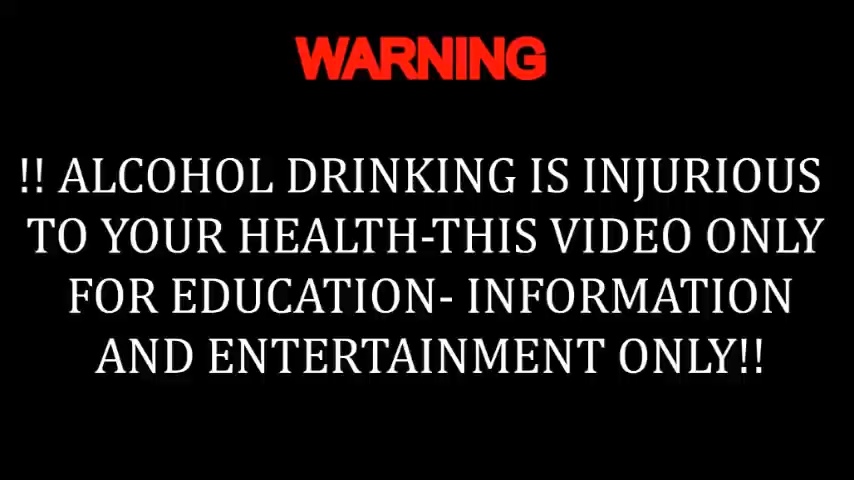 WARNING
!! ALCOHOL DRINKING IS INJURIOUS
TO YOUR HEALTH-THIS VIDEO ONLY
FOR EDUCATION- INFORMATION
AND ENTERTAINMENT ONLY!!